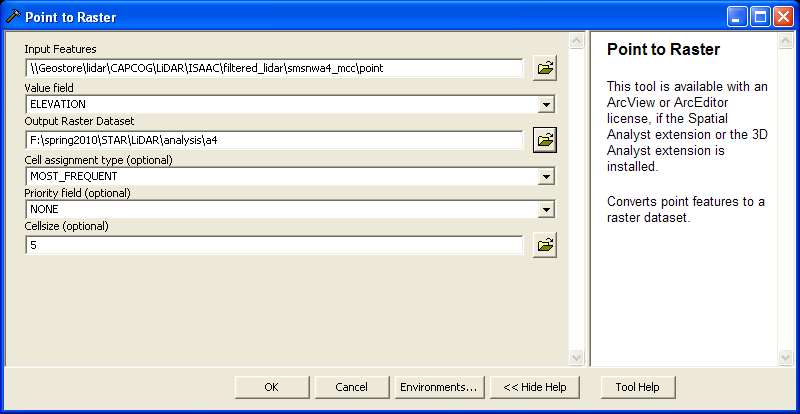 Point to Raster
Input Features
\\Geostore\lidar\CAPCOG\LiDAR\ISAAC\filtered_lidar\smsnwa4_mcc\point
Value field
ELEVATION
Output Raster Dataset
F:\spring2010\STAR\LiDAR\analysis\a4
Cell assignment type (optional)
MOST_FREQUENT
Priority field (optional)
NONE
Cellsize (optional)
5
OK
Cancel
Environments...
<< Hide Help
Point to Raster
This tool is available with an
ArcView or ArcEditor
license, if the Spatial
Analyst extension or the 3D
Analyst extension is
installed.
Converts point features to a
raster dataset.
Tool Help